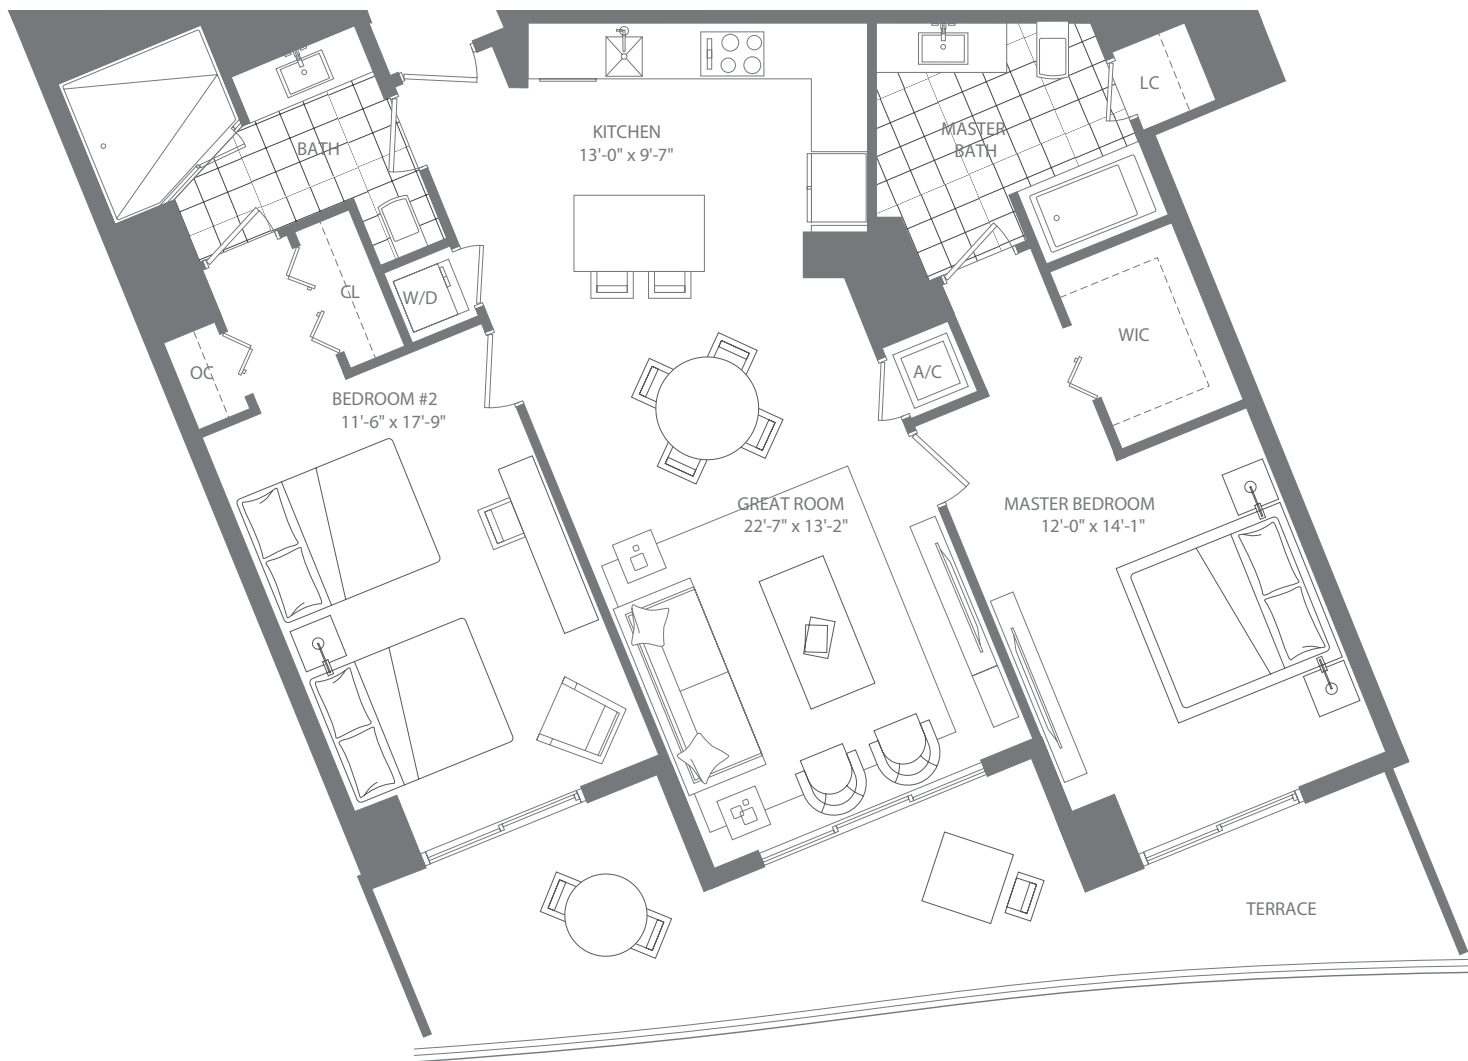 LC
KITCHEN
13'-0" x 9'-7"
MASTER
BATH
BATH
CL
W/D
WIC
OC
A/C
BEDROOM #2
11'-6" x 17'-9"
GREAT ROOM
22'-7" x 13'-2"
MASTER BEDROOM
12'-0" x 14'-1"
TERRACE